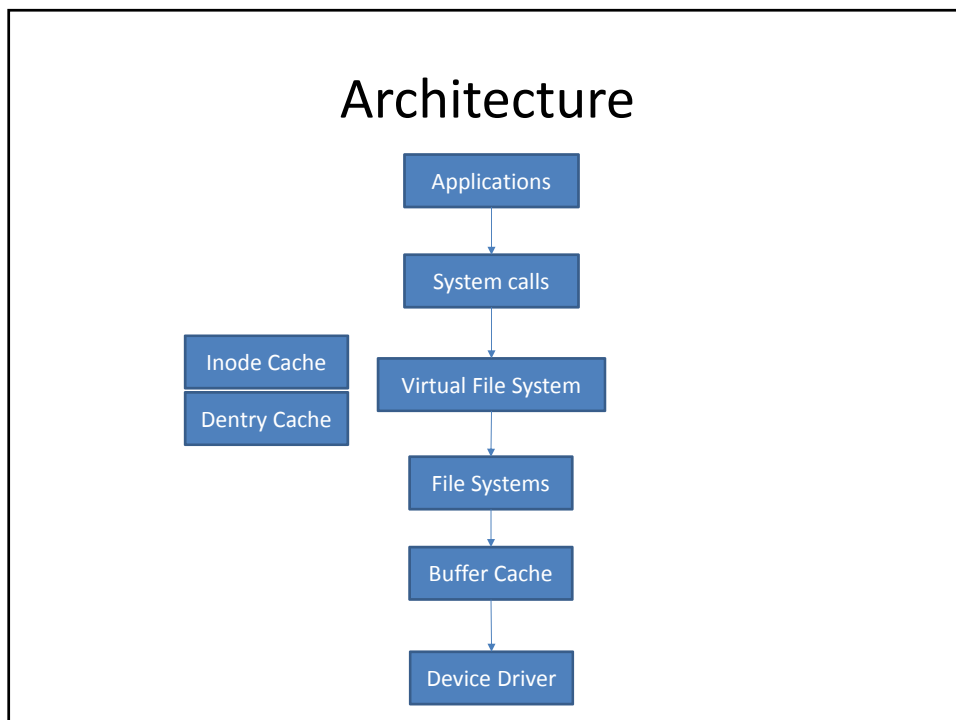 Architecture
Applications
System calls
Inode Cache
Virtual File System
Dentry Cache
File Systems
Buffer Cache
Device Driver